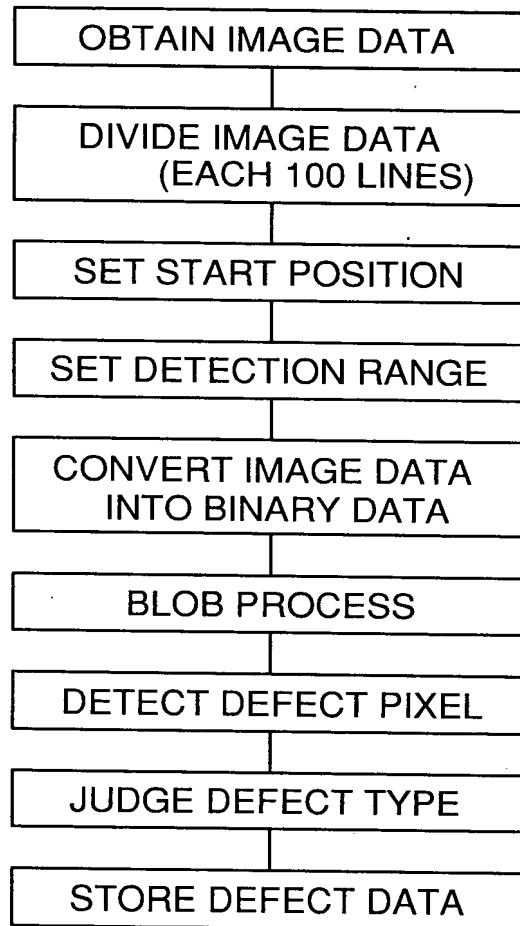 OBTAIN IMAGE DATA
DIVIDE IMAGE DATA
(EACH 100 LINES)
SET START POSITION
SET DETECTION RANGE
CONVERT IMAGE DATA
INTO BINARY DATA
BLOB PROCESS
DETECT DEFECT PIXEL
JUDGE DEFECT TYPE
STORE DEFECT DATA